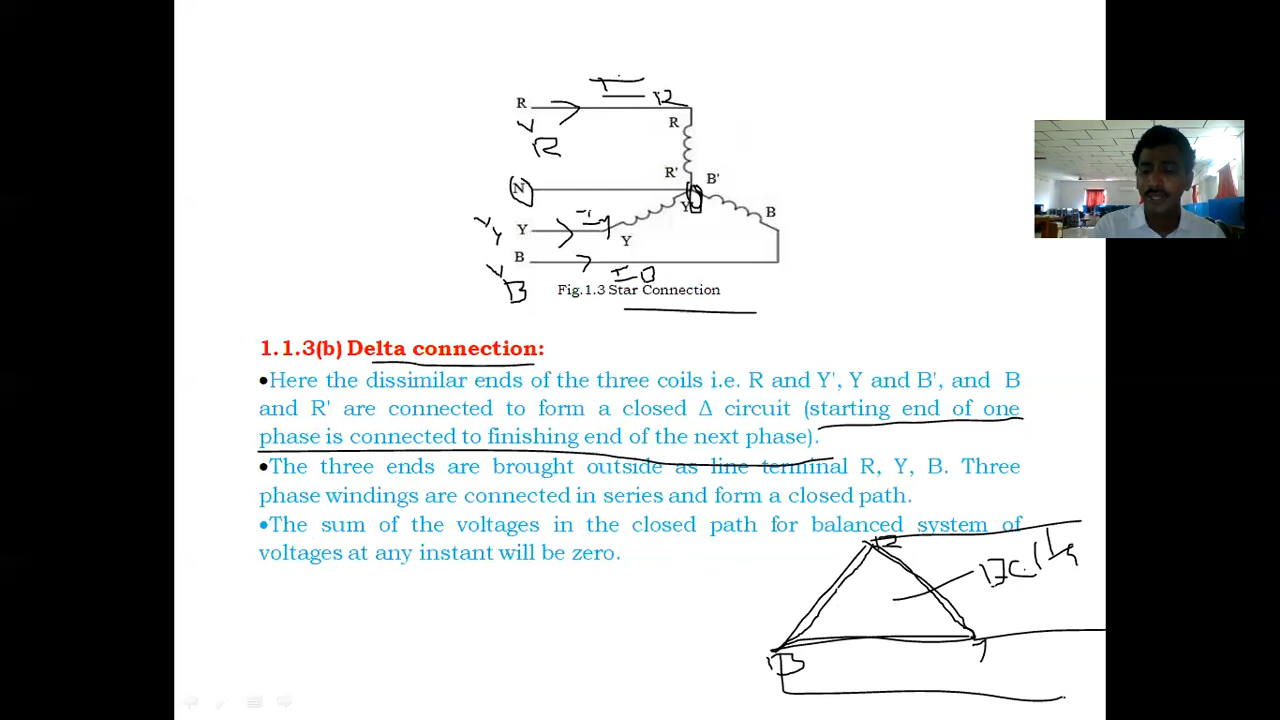 I R
R
R
V R
R' B'
N
Y' B
V Y Y I Y
Y
B
V B I B
Fig.1.3 Star Connection
1.1.3(b) Delta connection:
•Here the dissimilar ends of the three coils i.e. R and Y', Y and B', and B
and R' are connected to form a closed Δ circuit (starting end of one
phase is connected to finishing end of the next phase).
•The three ends are brought outside as line terminal R, Y, B. Three
phase windings are connected in series and form a closed path.
•The sum of the voltages in the closed path for balanced system of
voltages at any instant will be zero.
R
Delta
B Y